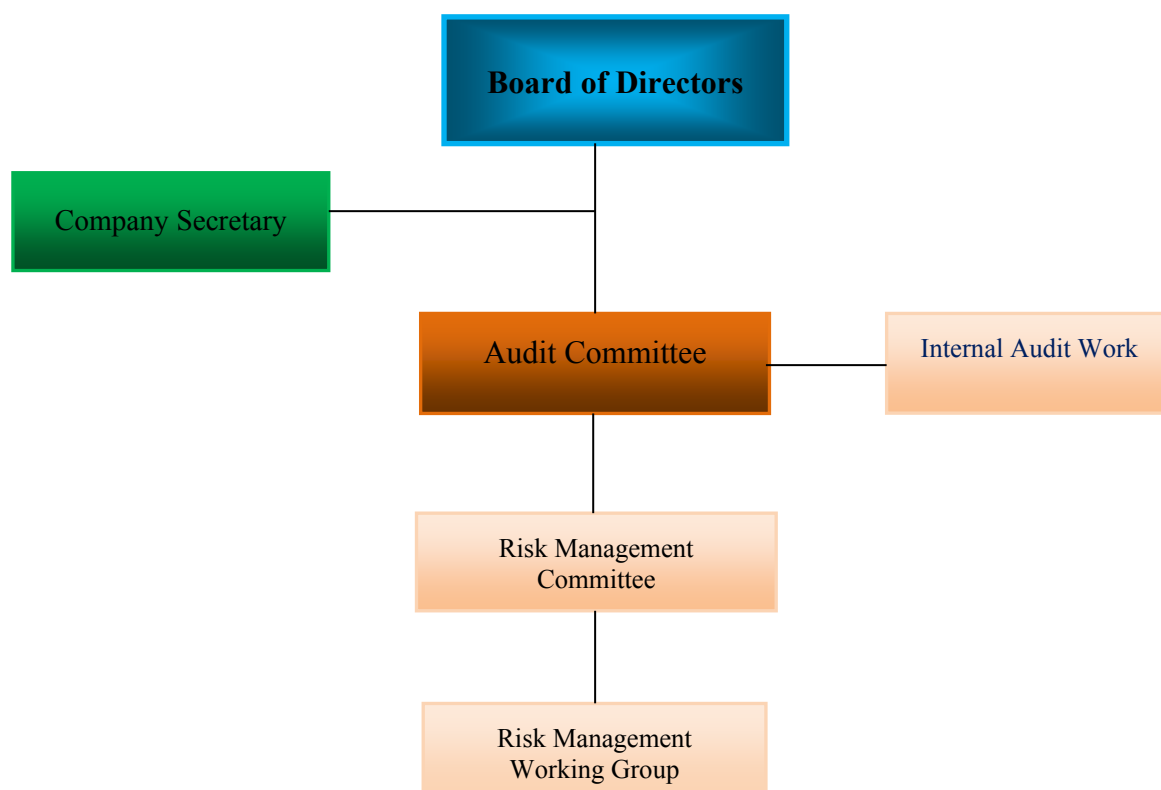 Board of Directors
Company Secretary
Audit Committee
Internal Audit Work
Risk Management
Committee
Risk Management
Working Group